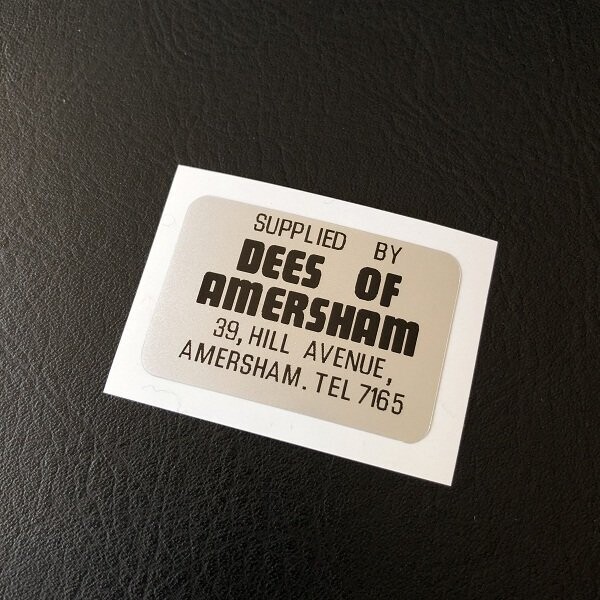 SUPPLIED BY
DEES OF
AMERSHAM
39, HILL AVENUE,
AMERSHAM. TEL 7165